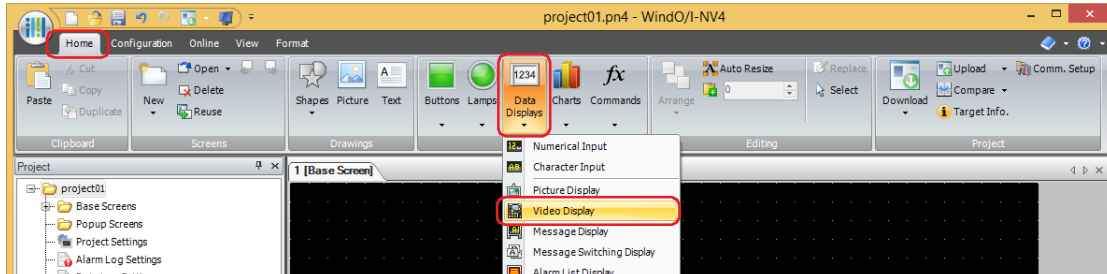 project01.pn4 - WindO/I-NV4
Home Configuration Online View Format
Paste Cut Copy Duplicate
New Open Delete Reuse
Shapes Picture Text
Buttons Lamps Data Displays Charts Commands
1234
fx
Arrange Auto Resize 0 Replace Select
Download Upload Compare Target Info. Comm. Setup
Clipboard Screens Drawings Editing Project
Project
1 [Base Screen]
project01
Base Screens
Popup Screens
Project Settings
Alarm Log Settings
Numerical Input
Character Input
Picture Display
Video Display
Message Display
Message Switching Display
Alarm List Display